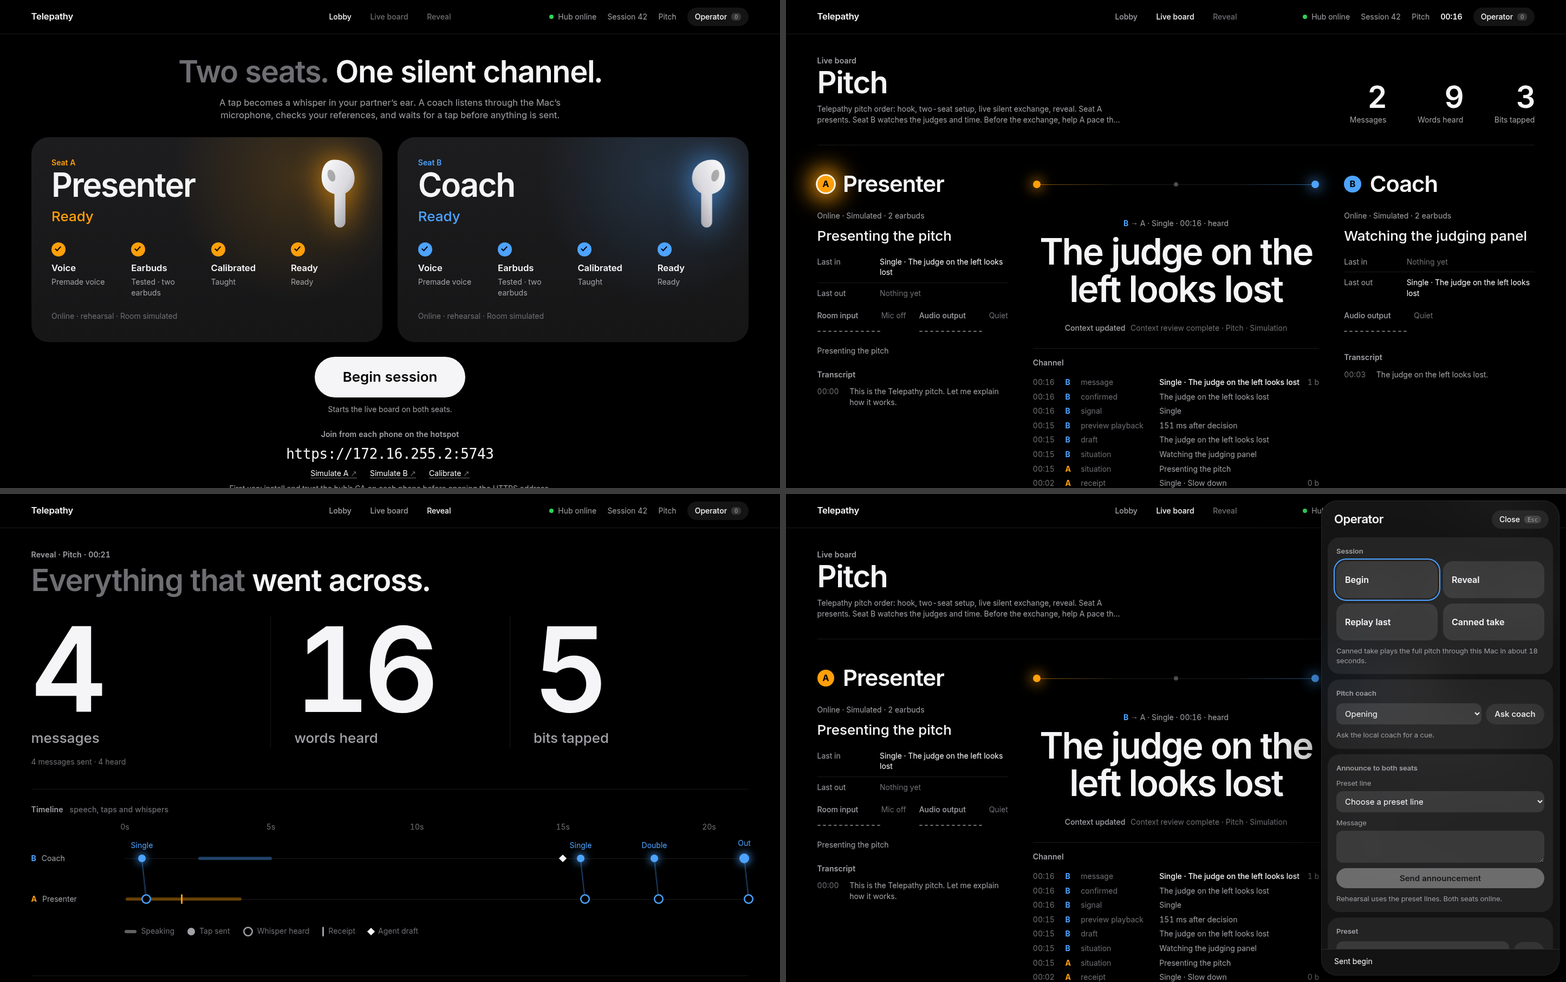 Telepathy
Lobby Live board Reveal
Hub online Session 42 Pitch Operator 0
Two seats. One silent channel.
A tap becomes a whisper in your partner's ear. A coach listens through the Mac's
microphone, checks your references, and waits for a tap before anything is sent.
Seat A
Presenter
Ready
Voice Earbuds Calibrated Ready
Premade voice Tested · two earbuds Taught Ready
Online · rehearsal · Room simulated
Seat B
Coach
Ready
Voice Earbuds Calibrated Ready
Premade voice Tested · two earbuds Taught Ready
Online · rehearsal · Room simulated
Begin session
Starts the live board on both seats.
Join from each phone on the hotspot
https://172.16.255.2:5743
Simulate A ↗ Simulate B ↗ Calibrate ↗
Telepathy
Lobby Live board Reveal
Hub online Session 42 Pitch 00:16 Operator 0
Live board
Pitch
Telepathy pitch order: hook, two-seat setup, live silent exchange, reveal. Seat A
presents. Seat B watches the judges and time. Before the exchange, help A pace th...
2 9 3
Messages Words heard Bits tapped
A Presenter
Online · Simulated · 2 earbuds
Presenting the pitch
Last in Single · The judge on the left looks
lost
Last out Nothing yet
Room input Mic off Audio output Quiet
Presenting the pitch
Transcript
00:00 This is the Telepathy pitch. Let me explain
how it works.
B → A · Single · 00:16 · heard
The judge on the
left looks lost
Context updated Context review complete · Pitch · Simulation
Channel
00:16 B message Single · The judge on the left looks lost 1 b
00:16 B confirmed The judge on the left looks lost
00:16 B signal Single
00:15 B preview playback 151 ms after decision
00:15 B draft The judge on the left looks lost
00:15 B situation Watching the judging panel
00:15 A situation Presenting the pitch
00:02 A receipt Single · Slow down 0 b
B Coach
Online · Simulated · 2 earbuds
Watching the judging panel
Last in Nothing yet
Last out Single · The judge on the left looks
lost
Audio output Quiet
Transcript
00:03 The judge on the left looks lost.
Telepathy
Lobby Live board Reveal
Hub online Session 42 Pitch Operator 0
Reveal · Pitch · 00:21
Everything that went across.
4 16 5
messages words heard bits tapped
4 messages sent · 4 heard
Timeline speech, taps and whispers
0s 5s 10s 15s 20s
Single Single Double Out
B Coach
A Presenter
Speaking Tap sent Whisper heard Receipt Agent draft
Telepathy
Lobby Live board Reveal
Live board
Pitch
Telepathy pitch order: hook, two-seat setup, live silent exchange, reveal. Seat A
presents. Seat B watches the judges and time. Before the exchange, help A pace th...
A Presenter
Online · Simulated · 2 earbuds
Presenting the pitch
Last in Single · The judge on the left looks
lost
Last out Nothing yet
Room input Mic off Audio output Quiet
Presenting the pitch
Transcript
00:00 This is the Telepathy pitch. Let me explain
how it works.
B → A · Single · 00:16 · heard
The judge on the
left looks lost
Context updated Context review complete · Pitch · Simulation
Channel
00:16 B message Single · The judge on the left looks lost 1 b
00:16 B confirmed The judge on the left looks lost
00:16 B signal Single
00:15 B preview playback 151 ms after decision
00:15 B draft The judge on the left looks lost
00:15 B situation Watching the judging panel
00:15 A situation Presenting the pitch
00:02 A receipt Single · Slow down 0 b
Operator
Close Esc
Session
Begin Reveal
Replay last Canned take
Canned take plays the full pitch through this Mac in about 18
seconds.
Pitch coach
Opening Ask coach
Ask the local coach for a cue.
Announce to both seats
Preset line
Choose a preset line
Message
Send announcement
Rehearsal uses the preset lines. Both seats online.
Preset
Sent begin